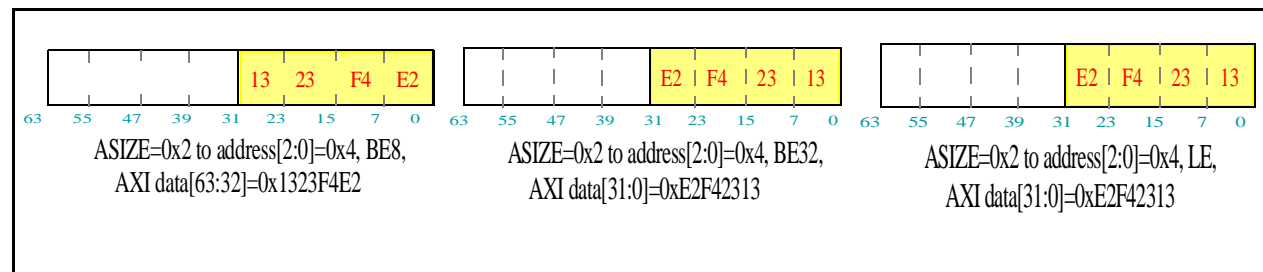 13 23 F4 E2
63 55 47 39 31 23 15 7 0
ASIZE=0x2 to address[2:0]=0x4, BE8,
AXI data[63:32]=0x1323F4E2
E2 F4 23 13
63 55 47 39 31 23 15 7 0
ASIZE=0x2 to address[2:0]=0x4, BE32,
AXI data[31:0]=0xE2F42313
E2 F4 23 13
63 55 47 39 31 23 15 7 0
ASIZE=0x2 to address[2:0]=0x4, LE,
AXI data[31:0]=0xE2F42313